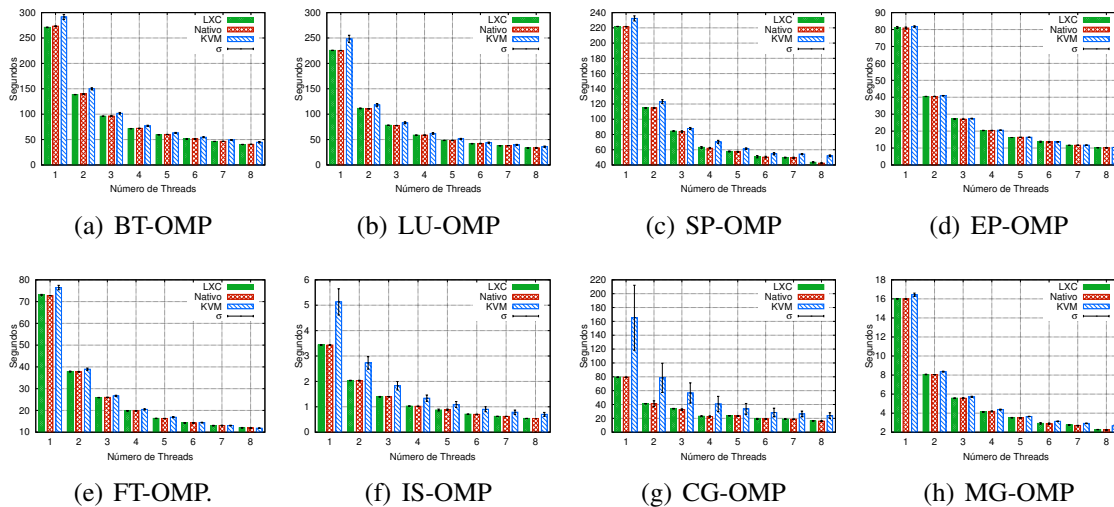 300
250
200
150
100
50
0
Segundos
1 2 3 4 5 6 7 8
Número de Threads
LXC
Nativo
KVM
σ
(a) BT-OMP
300
250
200
150
100
50
0
Segundos
1 2 3 4 5 6 7 8
Número de Threads
LXC
Nativo
KVM
σ
(b) LU-OMP
240
220
200
180
160
140
120
100
80
60
40
Segundos
1 2 3 4 5 6 7 8
Número de Threads
LXC
Nativo
KVM
σ
(c) SP-OMP
90
80
70
60
50
40
30
20
10
0
Segundos
1 2 3 4 5 6 7 8
Número de Threads
LXC
Nativo
KVM
σ
(d) EP-OMP
80
70
60
50
40
30
20
10
Segundos
1 2 3 4 5 6 7 8
Número de Threads
LXC
Nativo
KVM
σ
(e) FT-OMP.
6
5
4
3
2
1
0
Segundos
1 2 3 4 5 6 7 8
Número de Threads
LXC
Nativo
KVM
σ
(f) IS-OMP
220
200
180
160
140
120
100
80
60
40
20
0
Segundos
1 2 3 4 5 6 7 8
Número de Threads
LXC
Nativo
KVM
σ
(g) CG-OMP
18
16
14
12
10
8
6
4
2
Segundos
1 2 3 4 5 6 7 8
Número de Threads
LXC
Nativo
KVM
σ
(h) MG-OMP